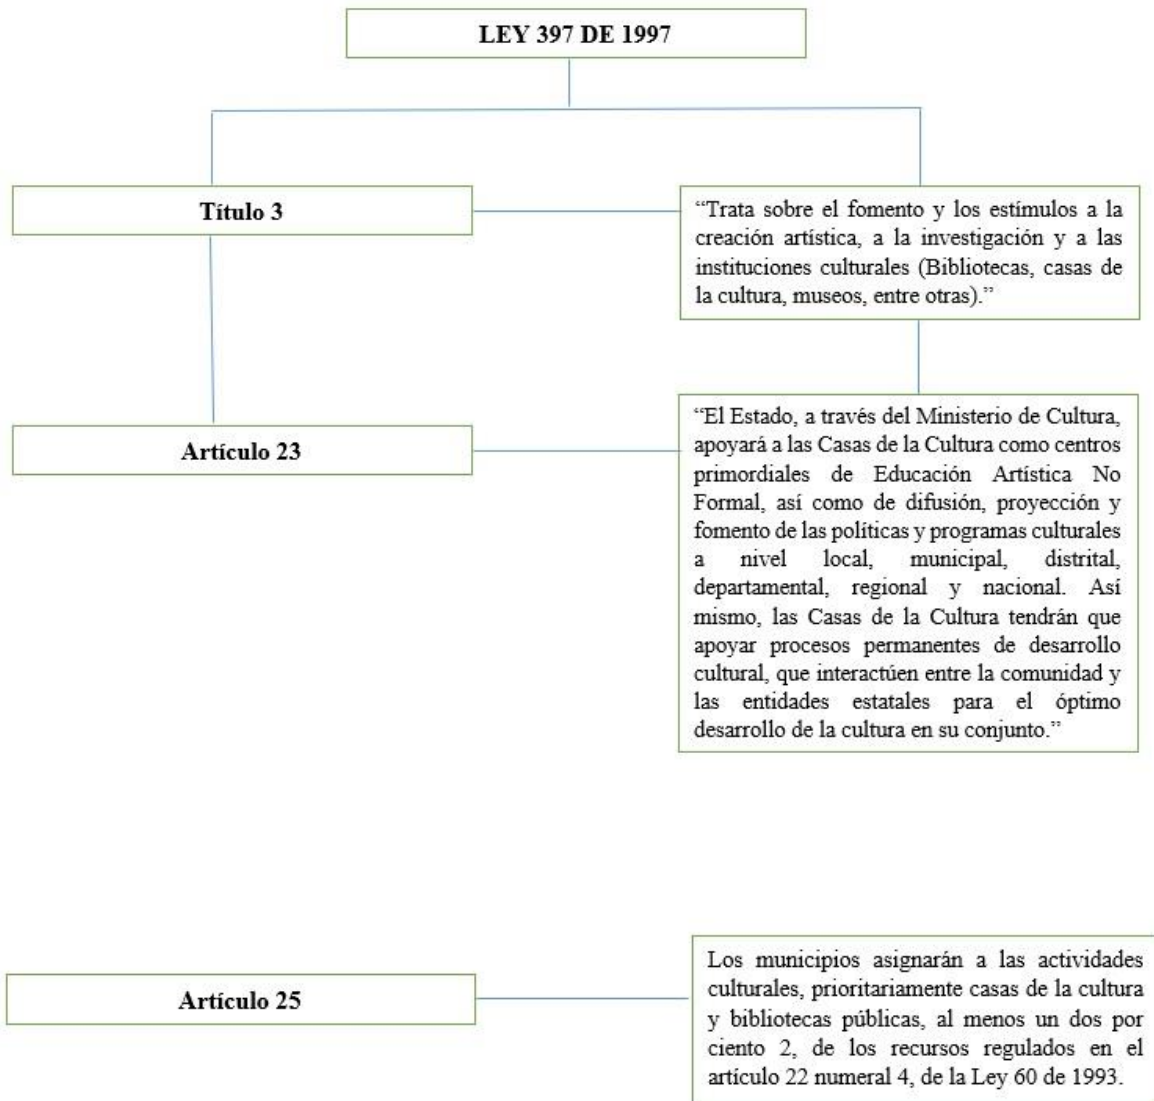 LEY 397 DE 1997
Título 3
“Trata sobre el fomento y los estímulos a la
creación artística, a la investigación y a las
instituciones culturales (Bibliotecas, casas de
la cultura, museos, entre otras).”
Artículo 23
“El Estado, a través del Ministerio de Cultura,
apoyará a las Casas de la Cultura como centros
primordiales de Educación Artística No
Formal, así como de difusión, proyección y
fomento de las políticas y programas culturales
a nivel local, municipal, distrital,
departamental, regional y nacional. Así
mismo, las Casas de la Cultura tendrán que
apoyar procesos permanentes de desarrollo
cultural, que interactúen entre la comunidad y
las entidades estatales para el óptimo
desarrollo de la cultura en su conjunto.”
Artículo 25
Los municipios asignarán a las actividades
culturales, prioritariamente casas de la cultura
y bibliotecas públicas, al menos un dos por
ciento 2, de los recursos regulados en el
artículo 22 numeral 4, de la Ley 60 de 1993.